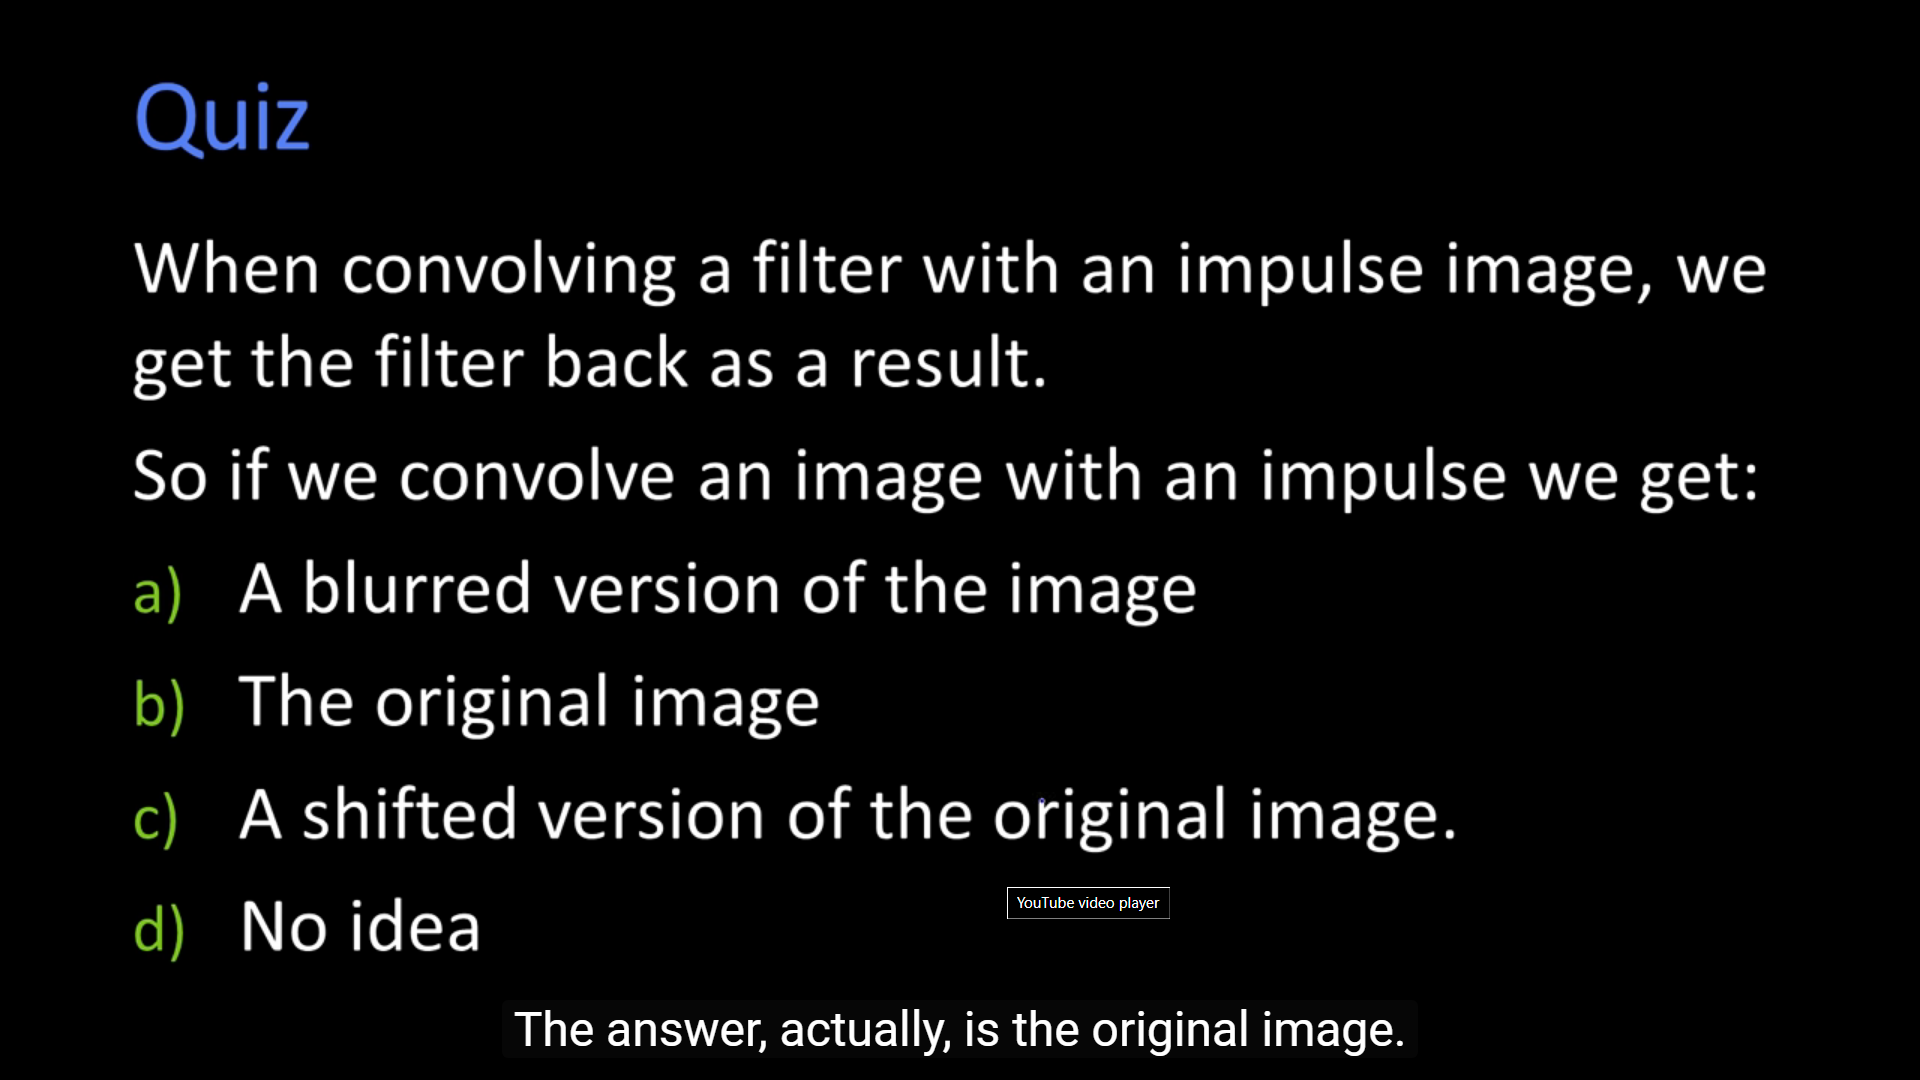 Quiz
When convolving a filter with an impulse image, we
get the filter back as a result.
So if we convolve an image with an impulse we get:
a) A blurred version of the image
b) The original image
c) A shifted version of the original image.
d) No idea
YouTube video player
The answer, actually, is the original image.